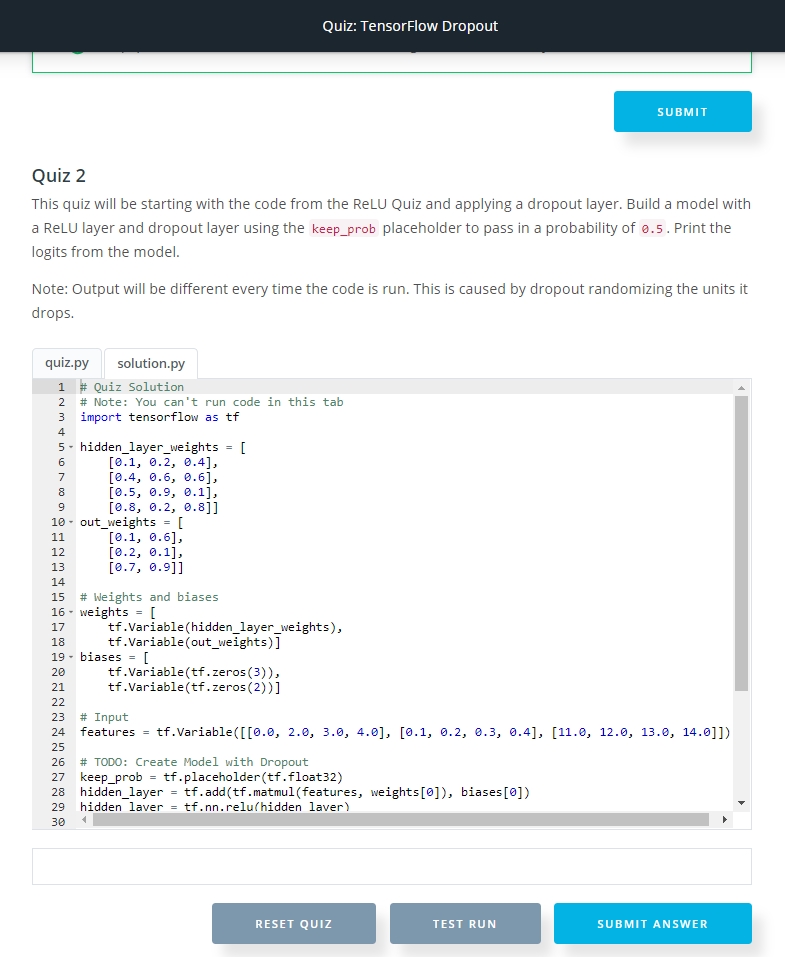 Quiz: TensorFlow Dropout
SUBMIT
Quiz 2
This quiz will be starting with the code from the ReLU Quiz and applying a dropout layer. Build a model with
a ReLU layer and dropout layer using the keep_prob placeholder to pass in a probability of 0.5. Print the
logits from the model.
Note: Output will be different every time the code is run. This is caused by dropout randomizing the units it
drops.
quiz.py solution.py
1 # Quiz Solution
2 # Note: You can't run code in this tab
3 import tensorflow as tf
4
5 hidden_layer_weights = [
6 [0.1, 0.2, 0.4],
7 [0.4, 0.6, 0.6],
8 [0.5, 0.9, 0.1],
9 [0.8, 0.2, 0.8]]
10 out_weights = [
11 [0.1, 0.6],
12 [0.2, 0.1],
13 [0.7, 0.9]]
14
15 # Weights and biases
16 weights = [
17 tf.Variable(hidden_layer_weights),
18 tf.Variable(out_weights)]
19 biases = [
20 tf.Variable(tf.zeros(3)),
21 tf.Variable(tf.zeros(2))]
22
23 # Input
24 features = tf.Variable([[0.0, 2.0, 3.0, 4.0], [0.1, 0.2, 0.3, 0.4], [11.0, 12.0, 13.0, 14.0]])
25
26 # TODO: Create Model with Dropout
27 keep_prob = tf.placeholder(tf.float32)
28 hidden_layer = tf.add(tf.matmul(features, weights[0]), biases[0])
29 hidden_layer = tf.nn.relu(hidden_layer)
30
RESET QUIZ TEST RUN SUBMIT ANSWER